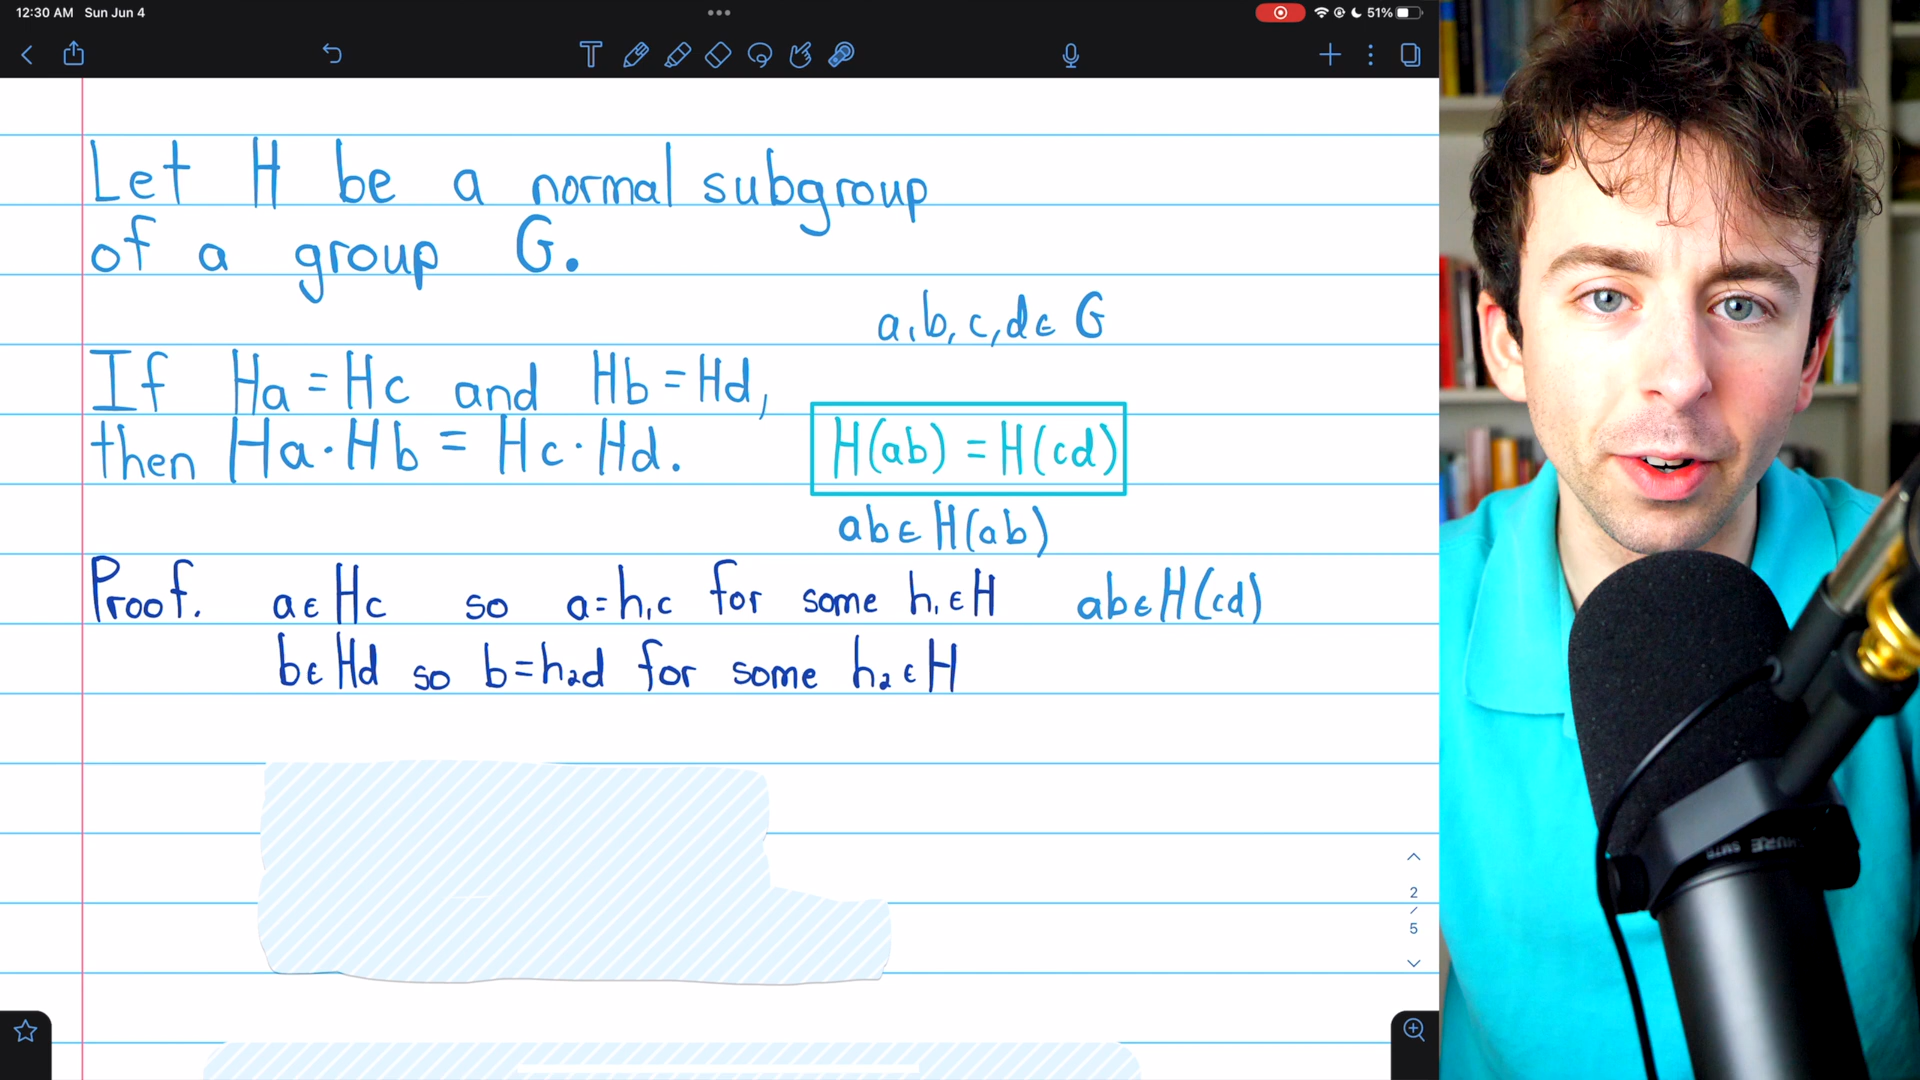 12:30 AM Sun Jun 4
51%
Let H be a normal subgroup
of a group G.
a, b, c, d ∈ G
If Ha = Hc and Hb = Hd,
then Ha · Hb = Hc · Hd.
H(ab) = H(cd)
ab ∈ H(ab)
Proof. a ∈ Hc so a = h₁c for some h₁ ∈ H
ab ∈ H(cd)
b ∈ Hd so b = h₂d for some h₂ ∈ H
2
/
5